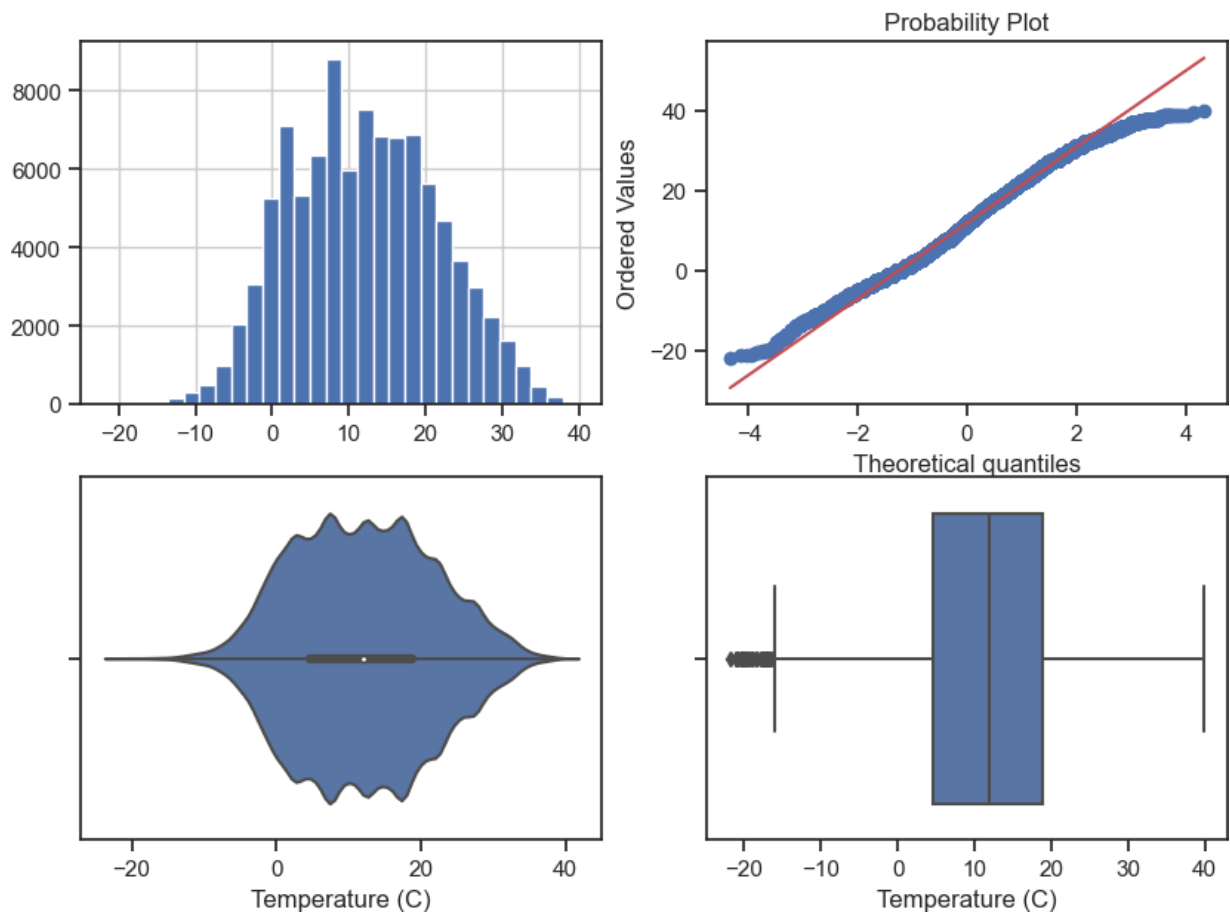 Probability Plot
8000
6000
4000
2000
0
−20 −10 0 10 20 30 40
Ordered Values
40
20
0
−20
−4 −2 0 2 4
Theoretical quantiles
−20 0 20 40
Temperature (C)
−20 −10 0 10 20 30 40
Temperature (C)